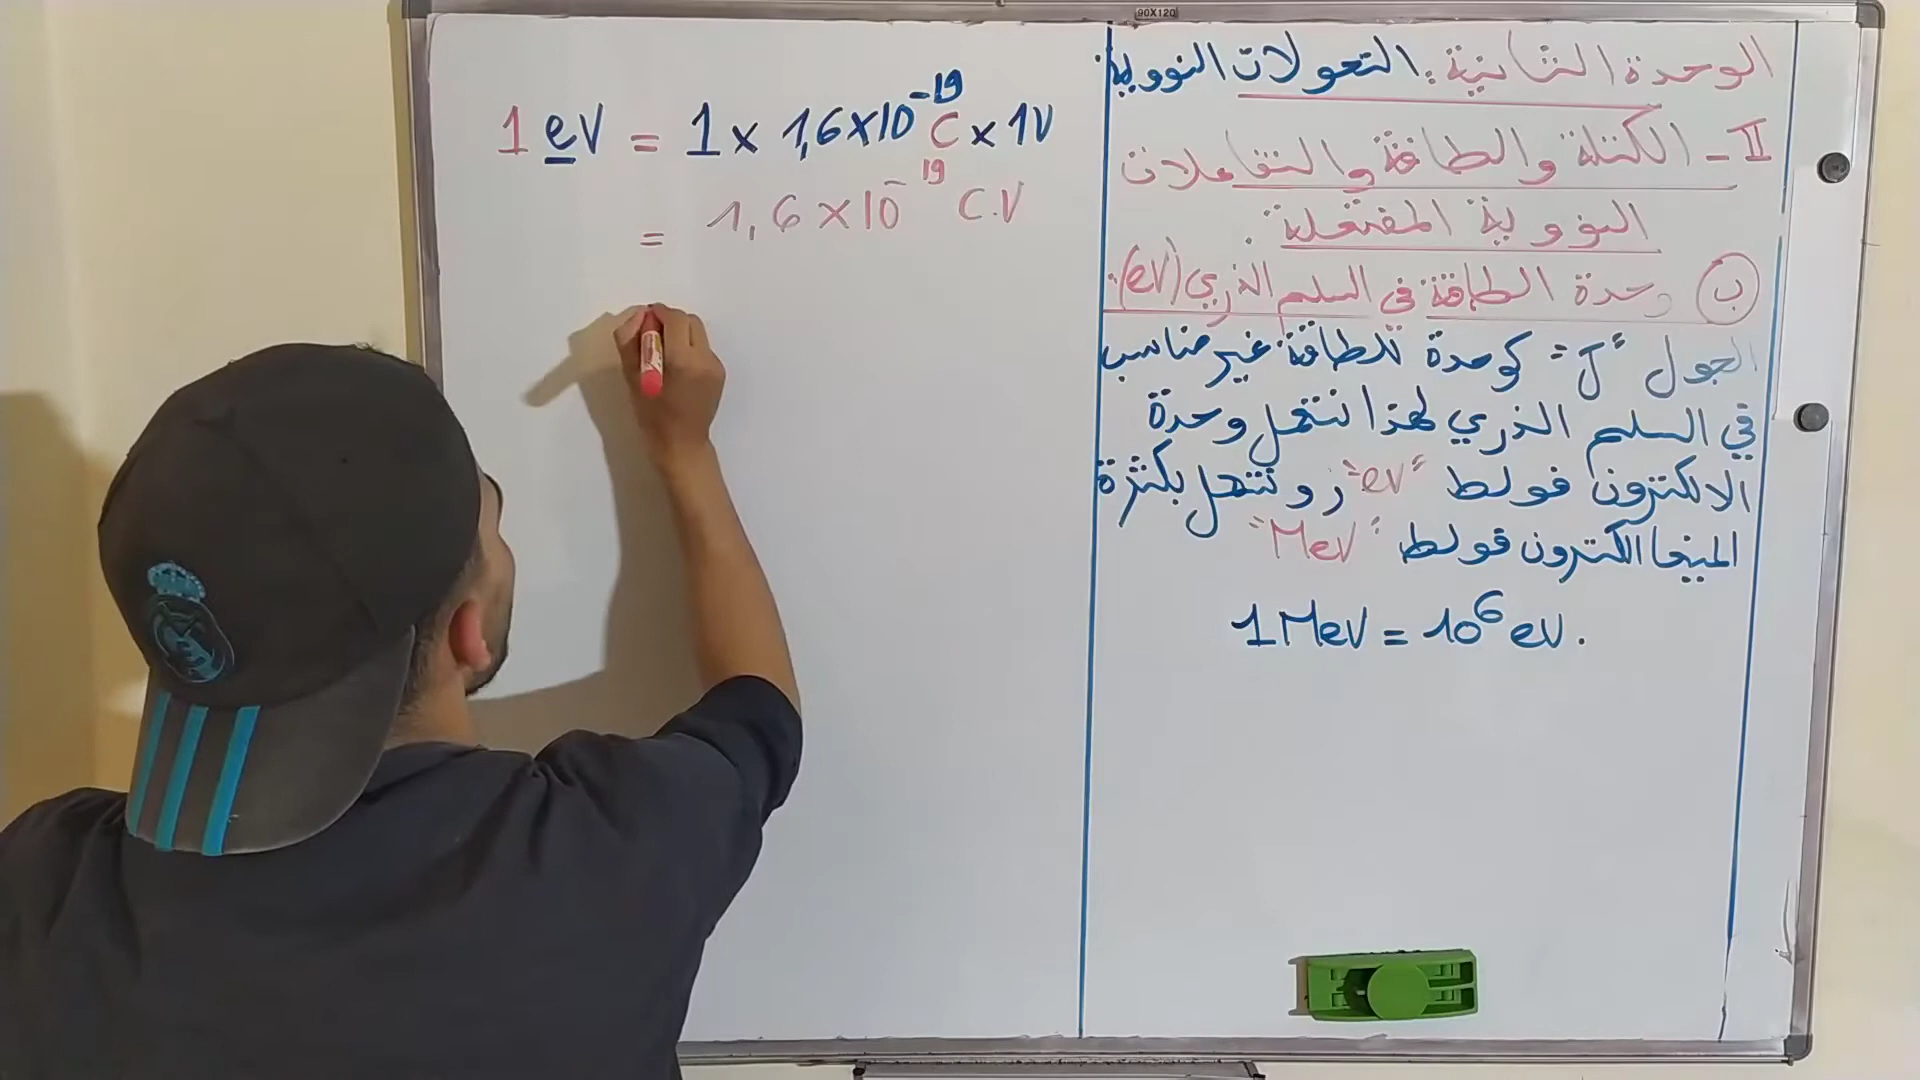 90X120
الوحدة الثانية: التحولات النووية.
II - الكتلة والطاقة والتفاعلات
النووية المفتعلة.
ب وحدة الطاقة في السلم الذري (eV).
الجول "J" كوحدة للطاقة غير مناسب
في السلم الذري لهذا نستعمل وحدة
الالكترون فولط "ev" ونستعمل بكثرة
الميغا الكترون فولط "MeV"
1 MeV = 10⁶ eV.
1 eV = 1 x 1,6x10⁻¹⁹ C x 1V
= 1,6 x 10⁻¹⁹ C.V